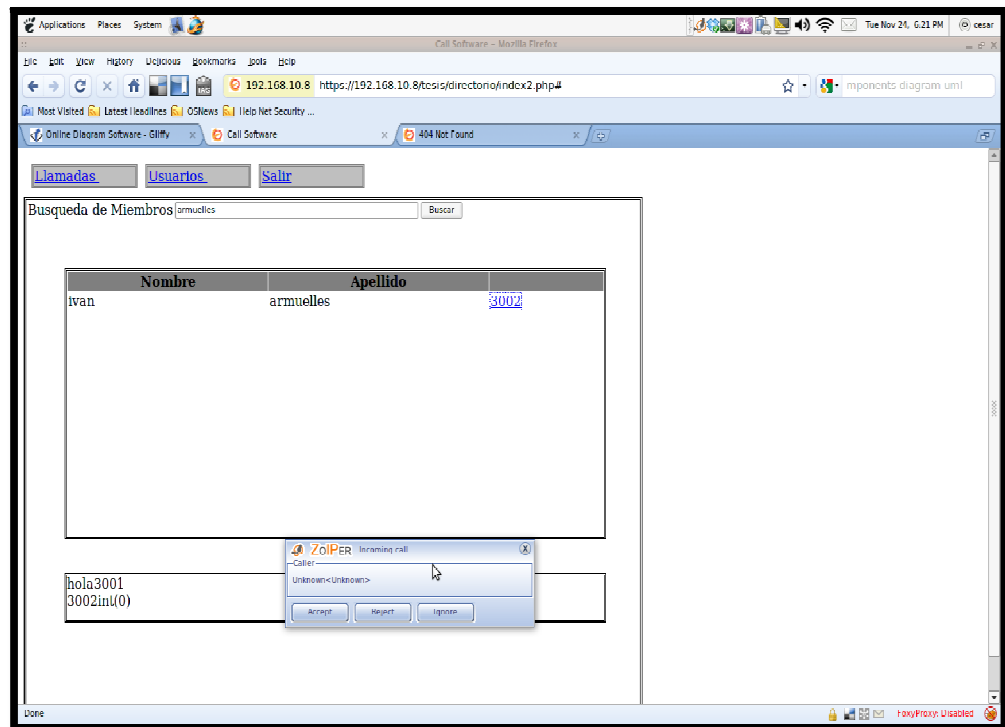 Applications Places System Tue Nov 24, 6:21 PM cesar
Call Software - Mozilla Firefox
File Edit View History Delicious Bookmarks Tools Help
192.168.10.8 https://192.168.10.8/tesis/directorio/index2.php# mponents diagram uml
Most Visited Latest Headlines OSNews Help Net Security ...
Online Diagram Software - Gliffy Call Software 404 Not Found
Llamadas Usuarios Salir
Busqueda de Miembros armuelles Buscar
Nombre Apellido
ivan armuelles 3002
ZOIPER Incoming call
Caller
Unknown<Unknown>
Accept Reject Ignore
hola3001
3002int(0)
Done FoxyProxy: Disabled